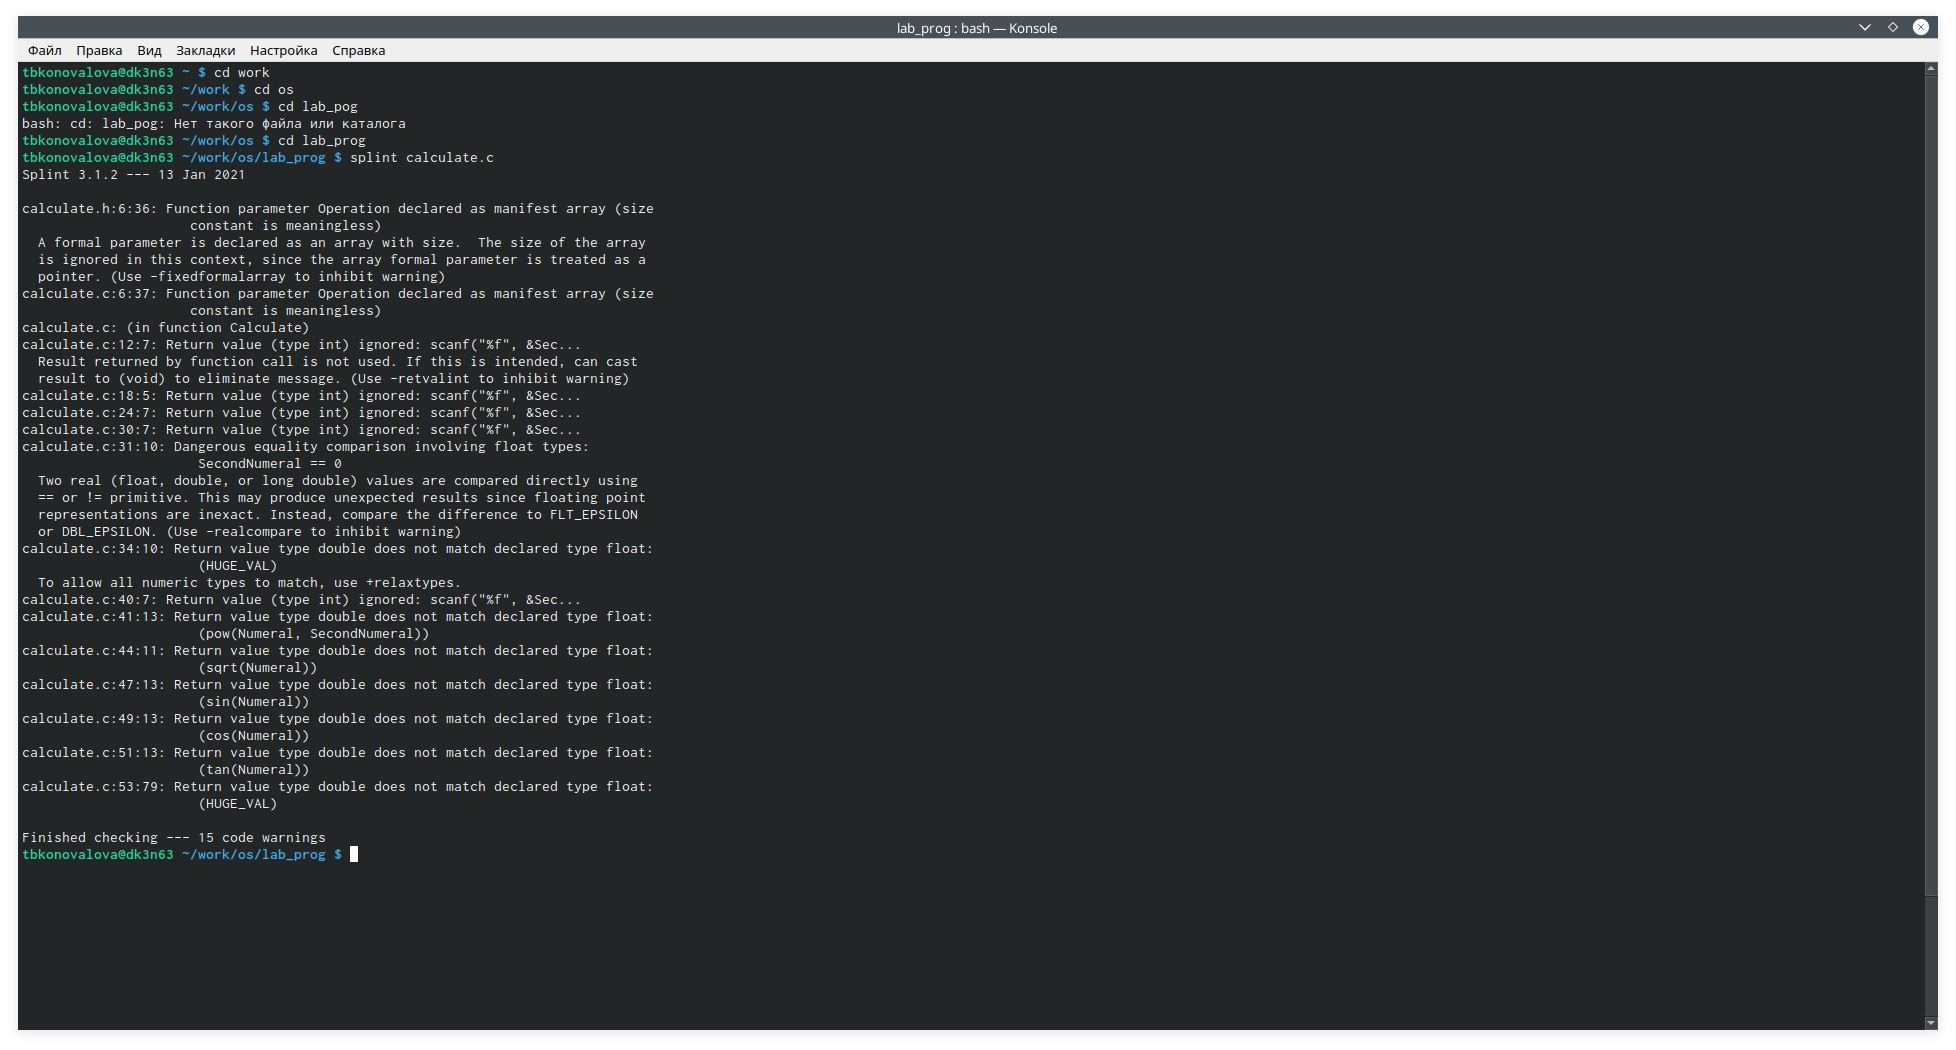 lab_prog : bash — Konsole
Файл Правка Вид Закладки Настройка Справка
tbkonovalova@dk3n63 ~ $ cd work
tbkonovalova@dk3n63 ~/work $ cd os
tbkonovalova@dk3n63 ~/work/os $ cd lab_pog
bash: cd: lab_pog: Нет такого файла или каталога
tbkonovalova@dk3n63 ~/work/os $ cd lab_prog
tbkonovalova@dk3n63 ~/work/os/lab_prog $ splint calculate.c
Splint 3.1.2 --- 13 Jan 2021
calculate.h:6:36: Function parameter Operation declared as manifest array (size
constant is meaningless)
A formal parameter is declared as an array with size.  The size of the array
is ignored in this context, since the array formal parameter is treated as a
pointer. (Use -fixedformalarray to inhibit warning)
calculate.c:6:37: Function parameter Operation declared as manifest array (size
constant is meaningless)
calculate.c: (in function Calculate)
calculate.c:12:7: Return value (type int) ignored: scanf("%f", &Sec...
Result returned by function call is not used. If this is intended, can cast
result to (void) to eliminate message. (Use -retvalint to inhibit warning)
calculate.c:18:5: Return value (type int) ignored: scanf("%f", &Sec...
calculate.c:24:7: Return value (type int) ignored: scanf("%f", &Sec...
calculate.c:30:7: Return value (type int) ignored: scanf("%f", &Sec...
calculate.c:31:10: Dangerous equality comparison involving float types:
SecondNumeral == 0
Two real (float, double, or long double) values are compared directly using
== or != primitive. This may produce unexpected results since floating point
representations are inexact. Instead, compare the difference to FLT_EPSILON
or DBL_EPSILON. (Use -realcompare to inhibit warning)
calculate.c:34:10: Return value type double does not match declared type float:
(HUGE_VAL)
To allow all numeric types to match, use +relaxtypes.
calculate.c:40:7: Return value (type int) ignored: scanf("%f", &Sec...
calculate.c:41:13: Return value type double does not match declared type float:
(pow(Numeral, SecondNumeral))
calculate.c:44:11: Return value type double does not match declared type float:
(sqrt(Numeral))
calculate.c:47:13: Return value type double does not match declared type float:
(sin(Numeral))
calculate.c:49:13: Return value type double does not match declared type float:
(cos(Numeral))
calculate.c:51:13: Return value type double does not match declared type float:
(tan(Numeral))
calculate.c:53:79: Return value type double does not match declared type float:
(HUGE_VAL)
Finished checking --- 15 code warnings
tbkonovalova@dk3n63 ~/work/os/lab_prog $